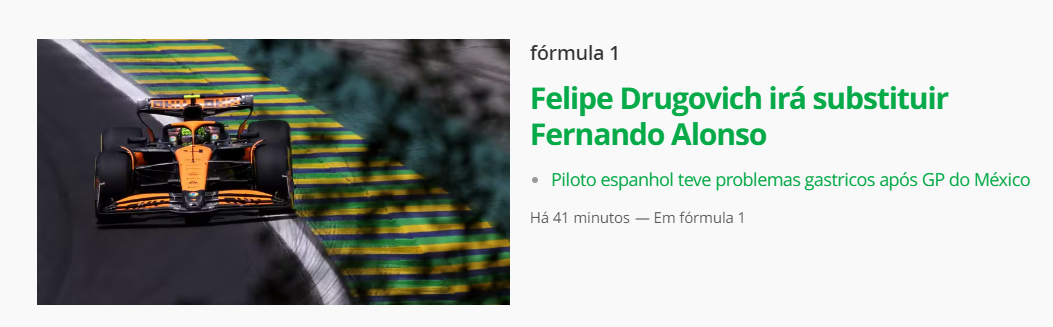 fórmula 1
Felipe Drugovich irá substituir
Fernando Alonso
Piloto espanhol teve problemas gastricos após GP do México
Há 41 minutos — Em fórmula 1